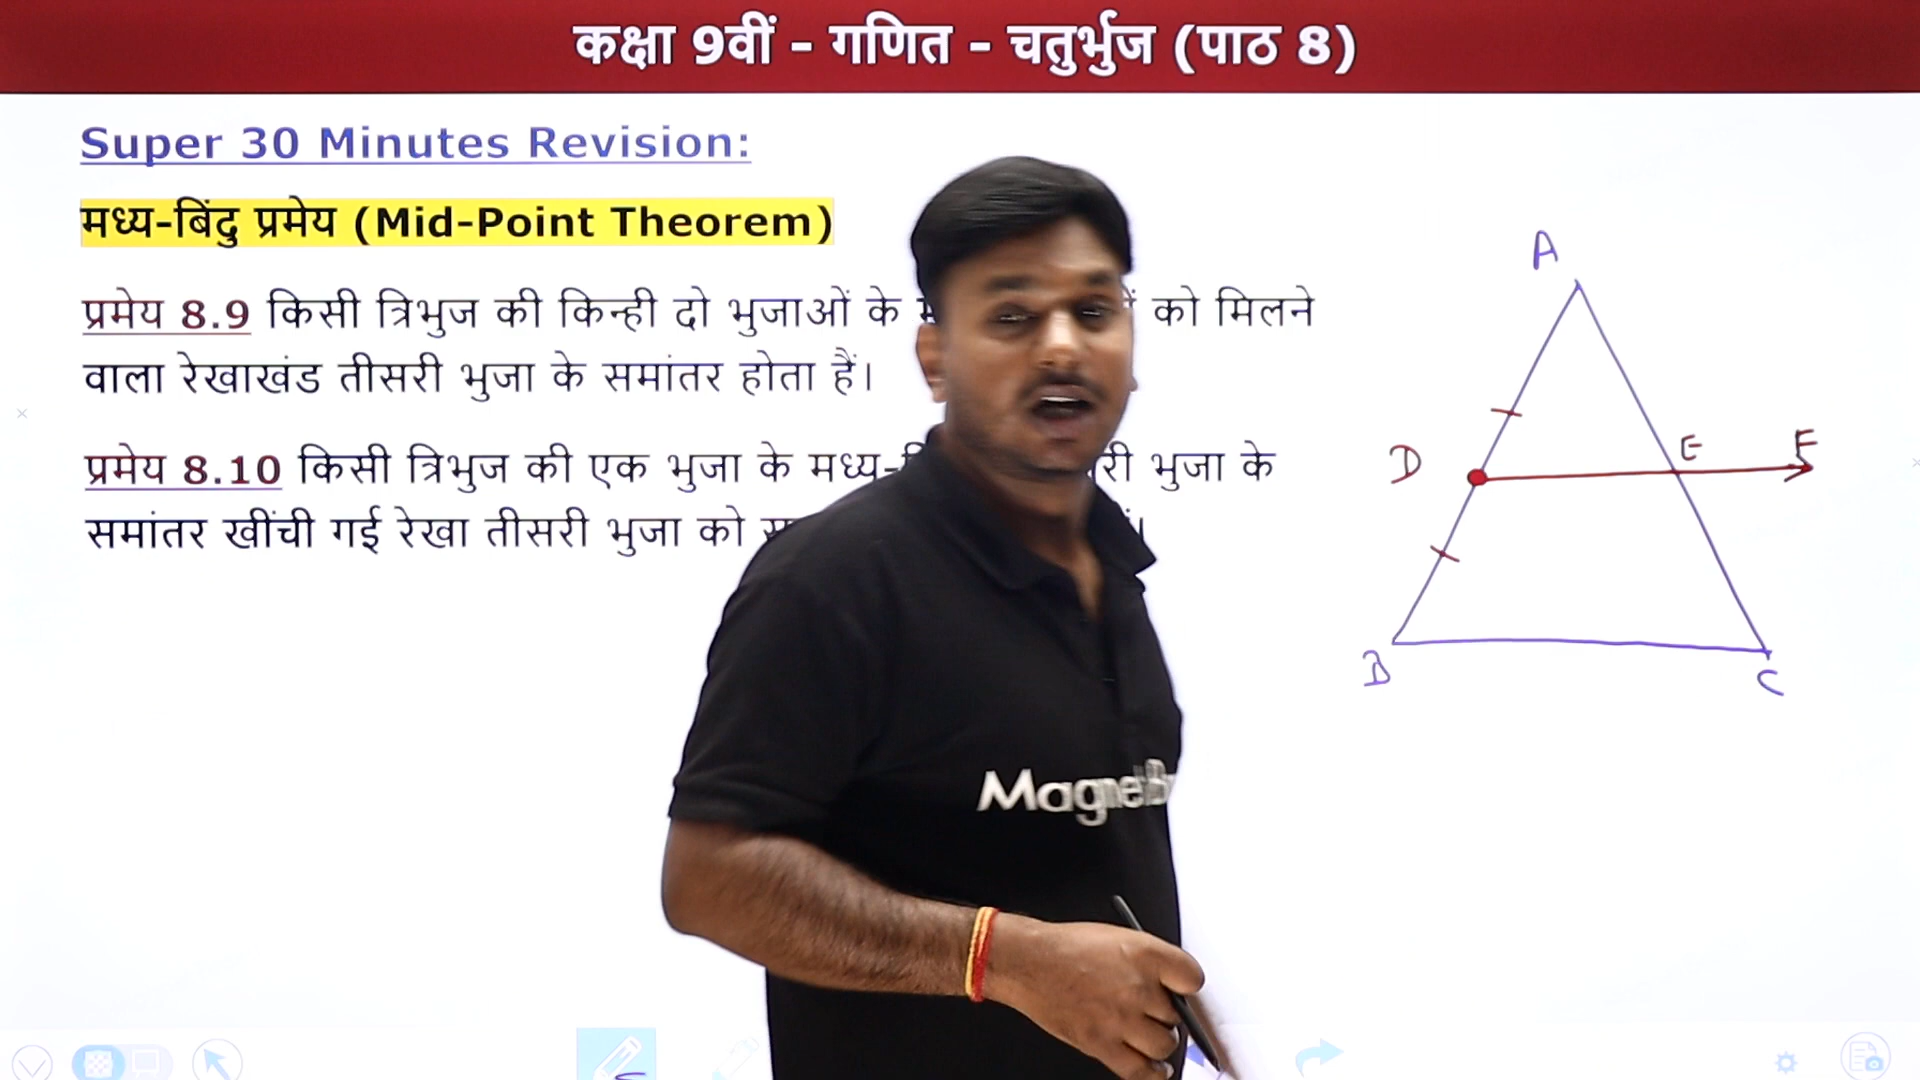 कक्षा 9वीं - गणित - चतुर्भुज (पाठ 8)
Super 30 Minutes Revision:
मध्य-बिंदु प्रमेय (Mid-Point Theorem)
प्रमेय 8.9 किसी त्रिभुज की किन्ही दो भुजाओं के को मिलने
वाला रेखाखंड तीसरी भुजा के समांतर होता हैं।
प्रमेय 8.10 किसी त्रिभुज की एक भुजा के मध्य- भुजा के
समांतर खींची गई रेखा तीसरी भुजा को
A
D
E
F
B
C
Magnet